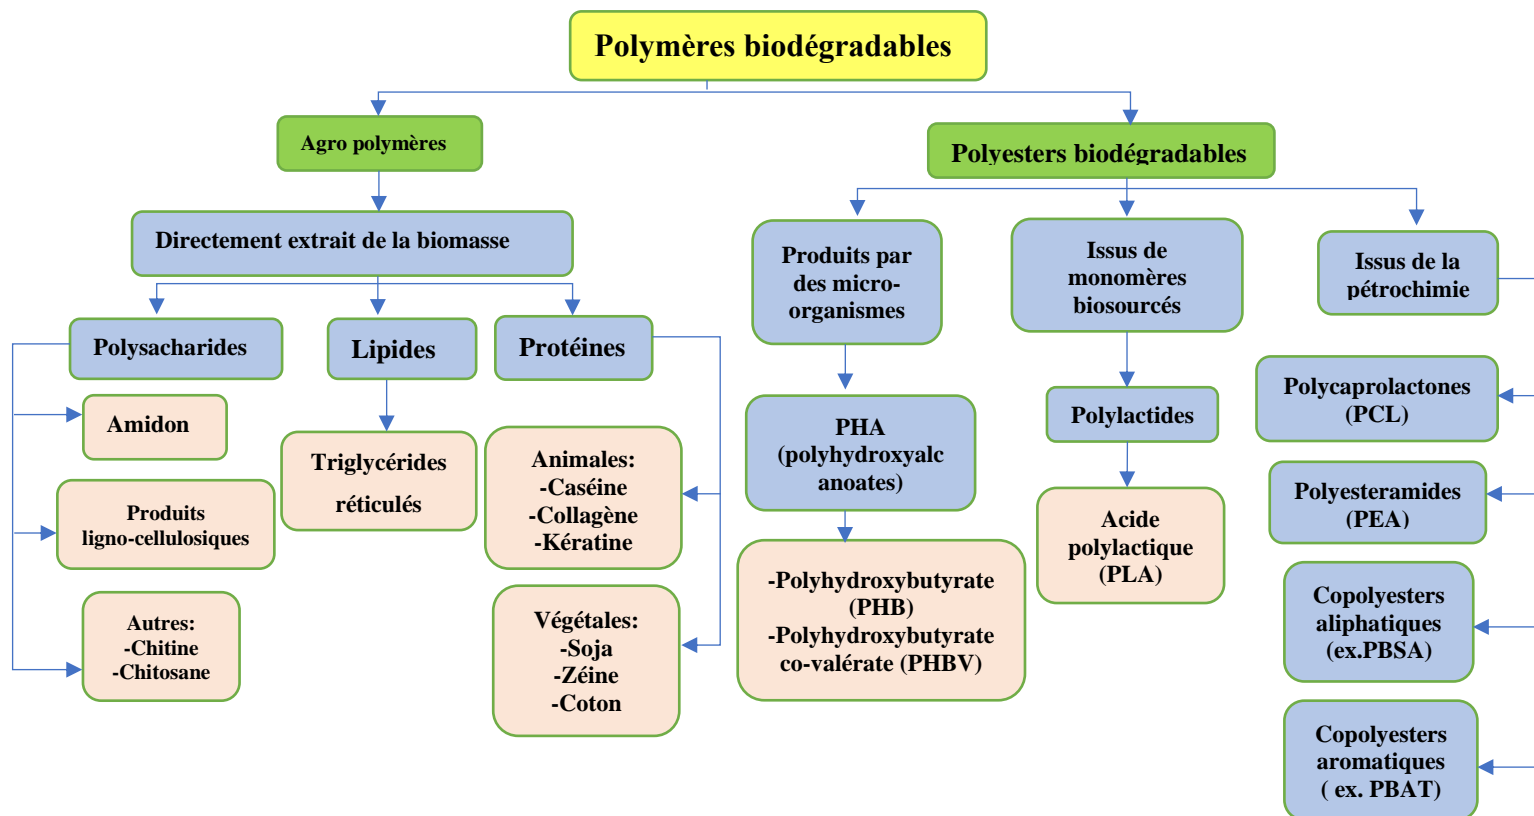 Polymères biodégradables
Agro polymères
Polyesters biodégradables
Directement extrait de la biomasse
Produits par
des micro-
organismes
Issus de
monomères
biosourcés
Issus de la
pétrochimie
Polysacharides
Lipides
Protéines
Amidon
Produits
ligno-cellulosiques
Autres:
-Chitine
-Chitosane
Triglycérides
réticulés
Animales:
-Caséine
-Collagène
-Kératine
Végétales:
-Soja
-Zéine
-Coton
PHA
(polyhydroxyalc
anoates)
-Polyhydroxybutyrate
(PHB)
-Polyhydroxybutyrate
co-valérate (PHBV)
Polylactides
Acide
polylactique
(PLA)
Polycaprolactones
(PCL)
Polyesteramides
(PEA)
Copolyesters
aliphatiques
(ex.PBSA)
Copolyesters
aromatiques
( ex. PBAT)